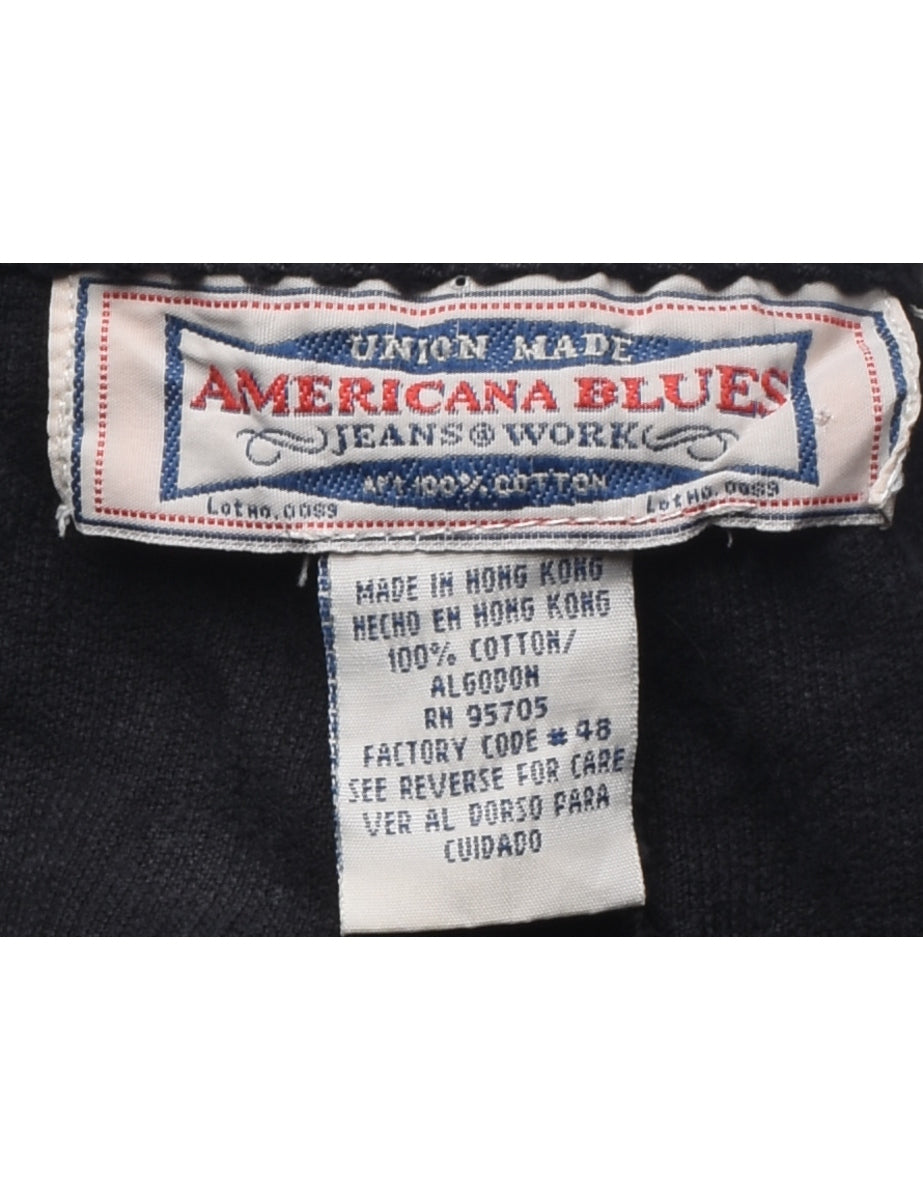 UNION MADE
AMERICANA BLUES
JEANS @ WORK
100% COTTON
Lot No. 0089
Lot No. 0089
MADE IN HONG KONG
HECHO EN HONG KONG
100% COTTON/
ALGODON
RN 95705
FACTORY CODE # 48
SEE REVERSE FOR CARE
VER AL DORSO PARA
CUIDADO